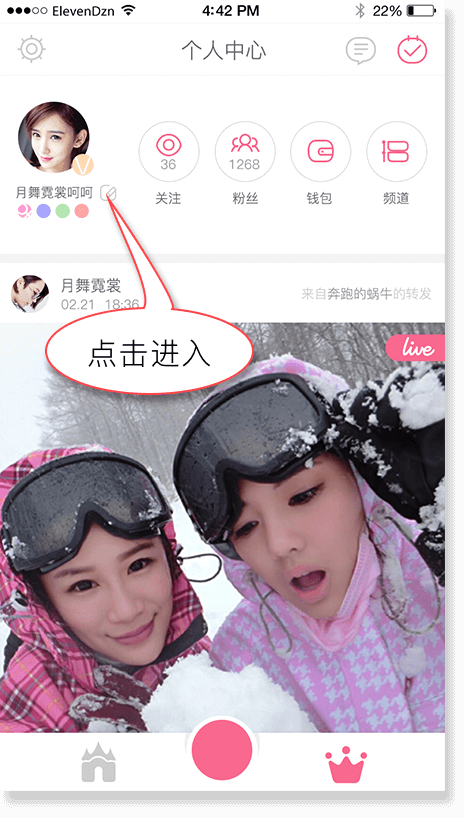 ElevenDzn 4:42 PM 22%
个人中心
V
36 1268
关注 粉丝 钱包 频道
月舞霓裳呵呵
月舞霓裳
02.21 18:36
来自奔跑的蜗牛的转发
点击进入
live